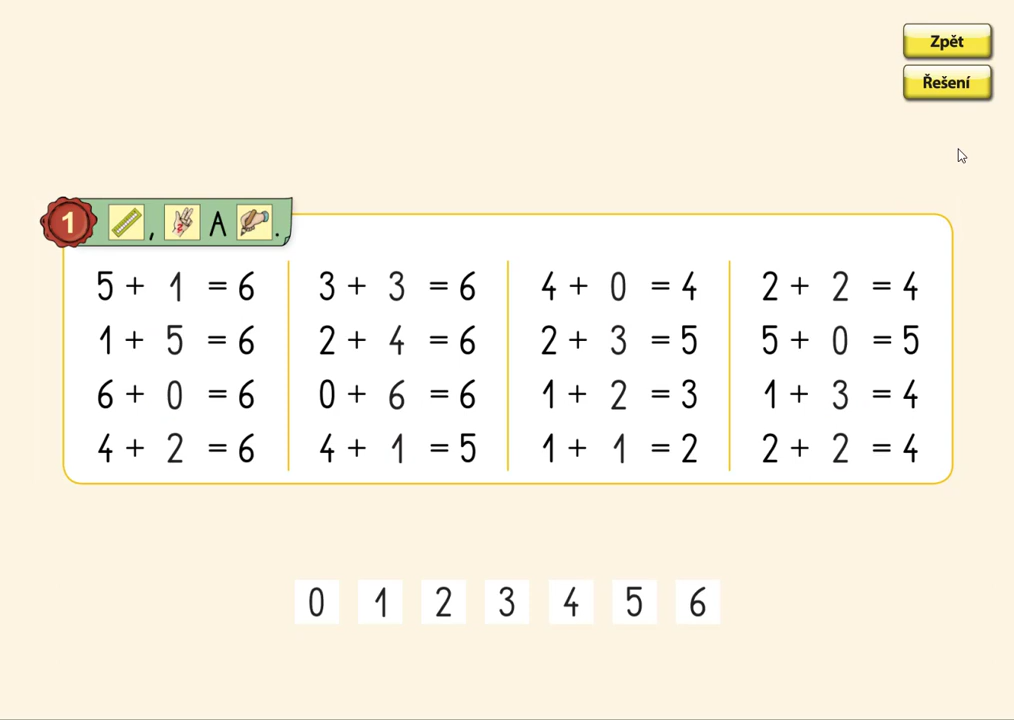 Zpět
Řešení
1 , A .
5 + 1 = 6
1 + 5 = 6
6 + 0 = 6
4 + 2 = 6
3 + 3 = 6
2 + 4 = 6
0 + 6 = 6
4 + 1 = 5
4 + 0 = 4
2 + 3 = 5
1 + 2 = 3
1 + 1 = 2
2 + 2 = 4
5 + 0 = 5
1 + 3 = 4
2 + 2 = 4
0 1 2 3 4 5 6